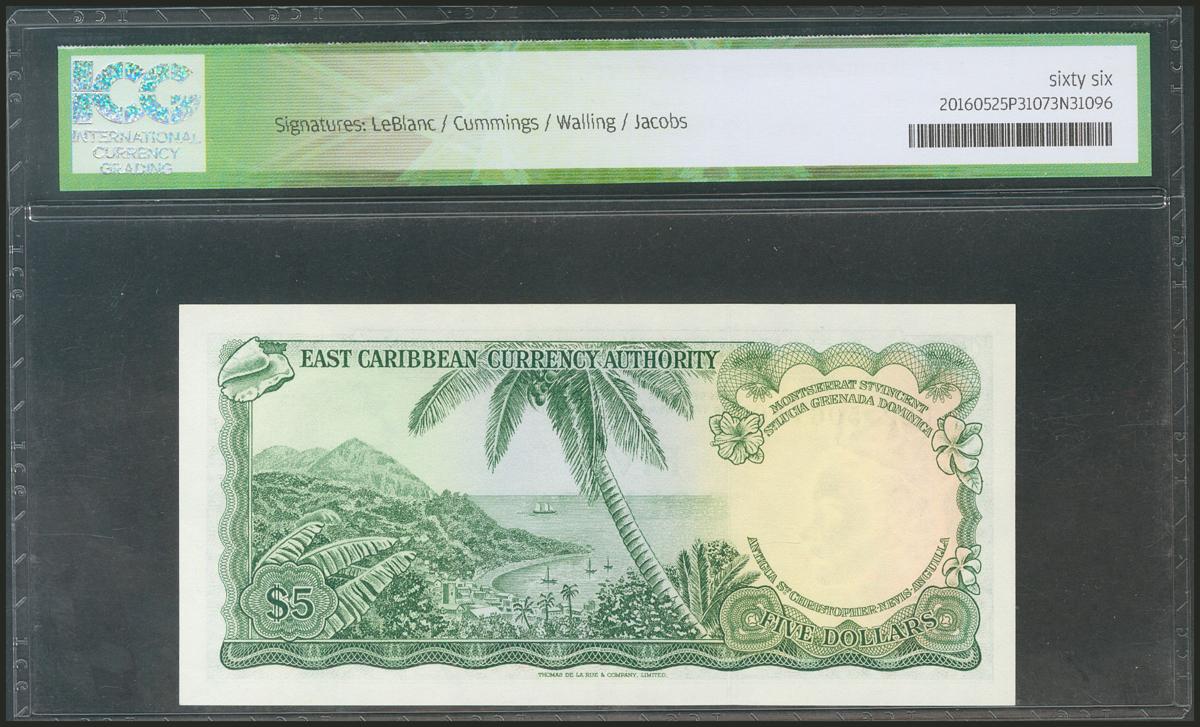 ICG
INTERNATIONAL
CURRENCY
GRADING
Signatures: LeBlanc / Cummings / Walling / Jacobs
sixty six
20160525P31073N31096
EAST CARIBBEAN CURRENCY AUTHORITY
MONTSERRAT ST VINCENT
ST LUCIA GRENADA DOMINICA
ANTIGUA ST CHRISTOPHER-NEVIS-ANGUILLA
$5
FIVE DOLLARS
THOMAS DE LA RUE & COMPANY, LIMITED.